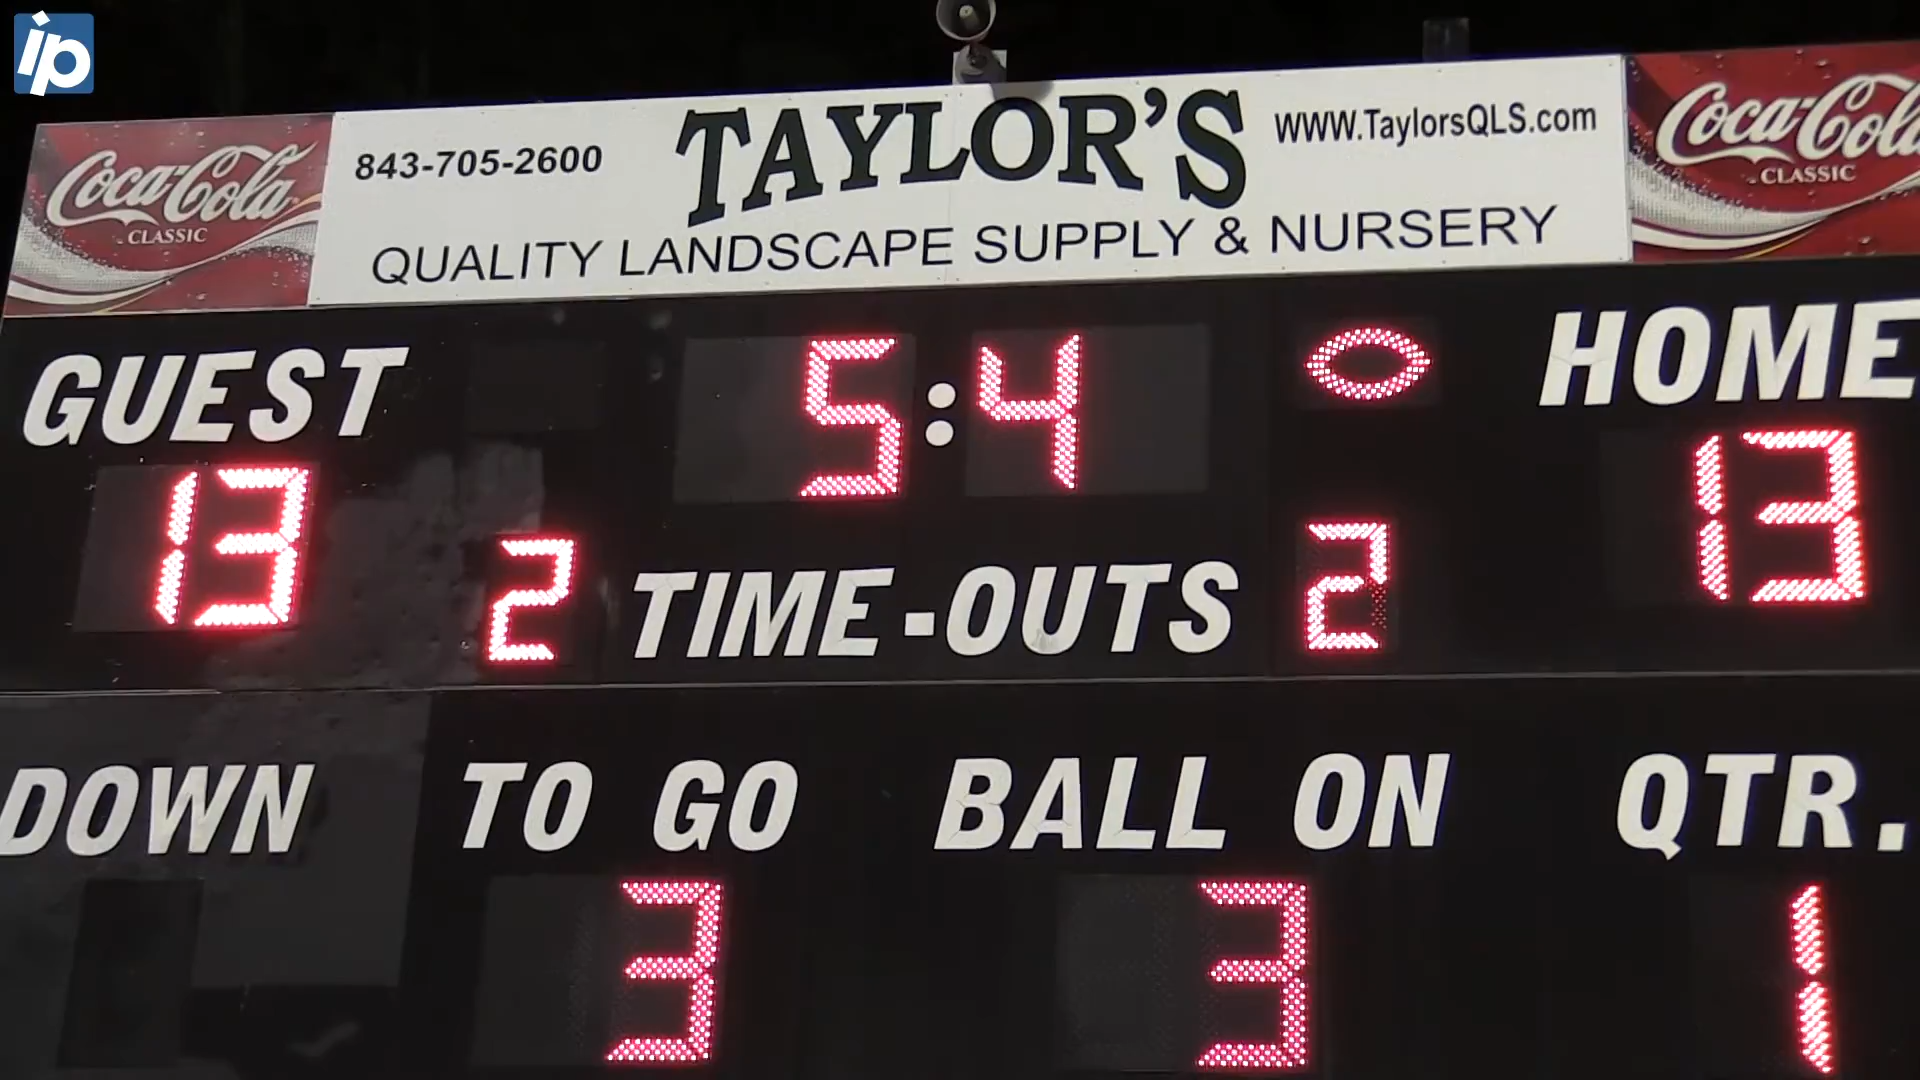 ip
Coca-Cola
CLASSIC
843-705-2600
TAYLOR'S
WWW.TaylorsQLS.com
QUALITY LANDSCAPE SUPPLY & NURSERY
Coca-Cola
CLASSIC
GUEST
5:4
HOME
13
13
2
TIME-OUTS
2
DOWN
TO GO
BALL ON
QTR.
3
3
1